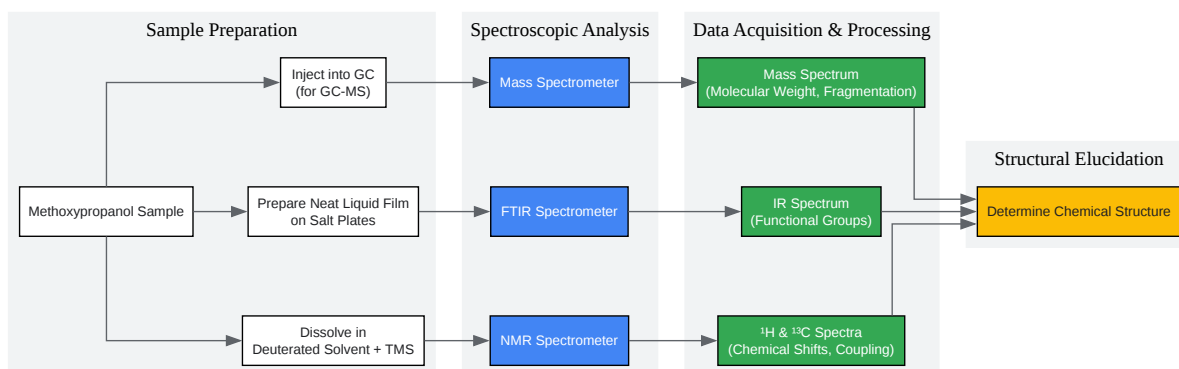 Sample Preparation
Spectroscopic Analysis
Data Acquisition & Processing
Structural Elucidation
Inject into GC
(for GC-MS)
Mass Spectrometer
Mass Spectrum
(Molecular Weight, Fragmentation)
Methoxypropanol Sample
Prepare Neat Liquid Film
on Salt Plates
FTIR Spectrometer
IR Spectrum
(Functional Groups)
Determine Chemical Structure
Dissolve in
Deuterated Solvent + TMS
NMR Spectrometer
¹H & ¹³C Spectra
(Chemical Shifts, Coupling)